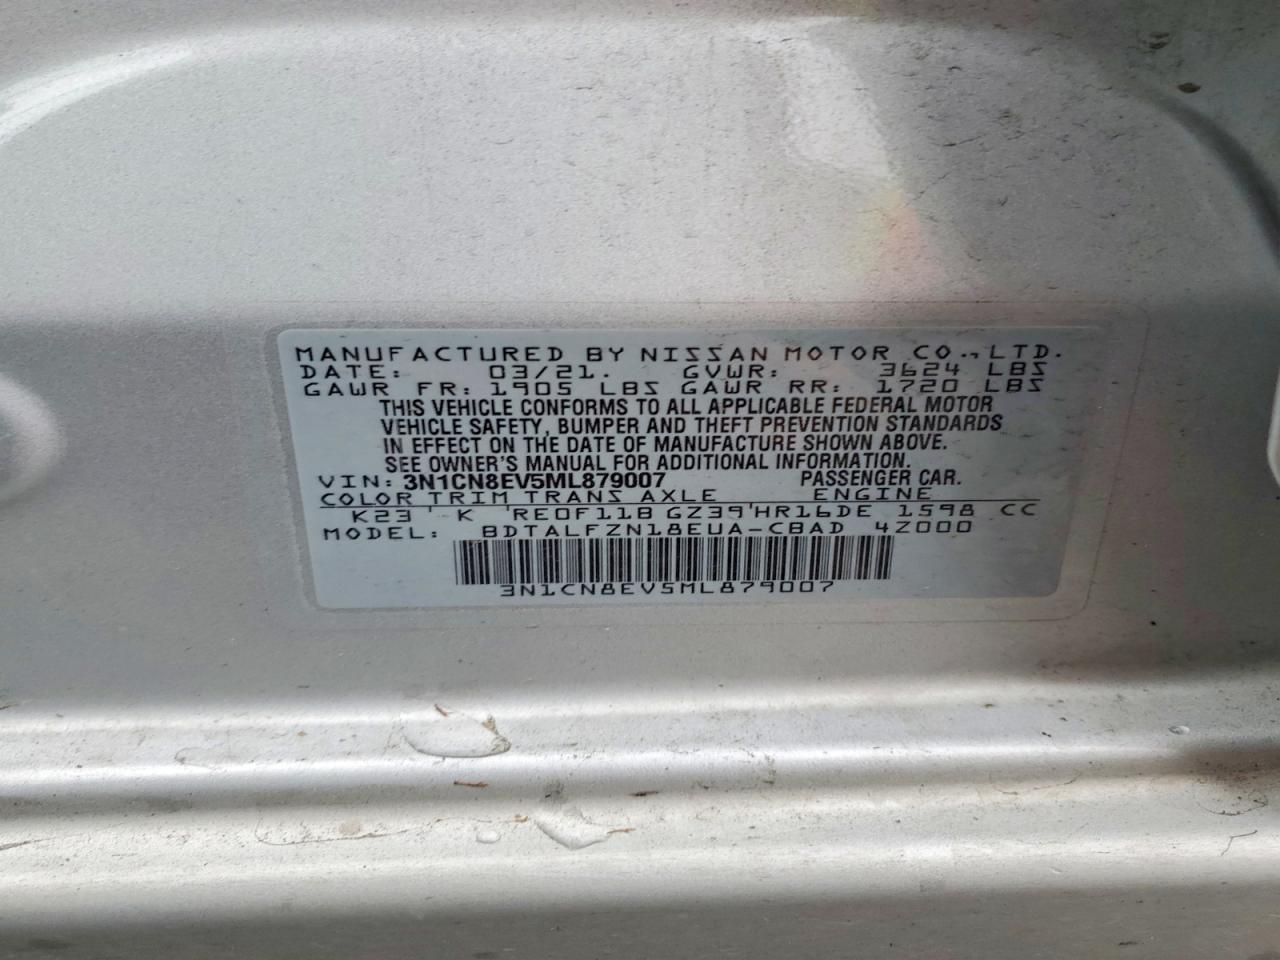 MANUFACTURED BY NISSAN MOTOR CO., LTD.
DATE: 03/21. GVWR: 3624 LBS
GAWR FR: 1905 LBS GAWR RR: 1720 LBS
THIS VEHICLE CONFORMS TO ALL APPLICABLE FEDERAL MOTOR
VEHICLE SAFETY, BUMPER AND THEFT PREVENTION STANDARDS
IN EFFECT ON THE DATE OF MANUFACTURE SHOWN ABOVE.
SEE OWNER'S MANUAL FOR ADDITIONAL INFORMATION.
VIN: 3N1CN8EV5ML879007 PASSENGER CAR.
COLOR TRIM TRANS AXLE ENGINE
K23 ' K 'RE0F11B GZ39'HR16DE 1598 CC
MODEL: BDTALFZN18EUA-CBAD 4Z000
3N1CN8EV5ML879007